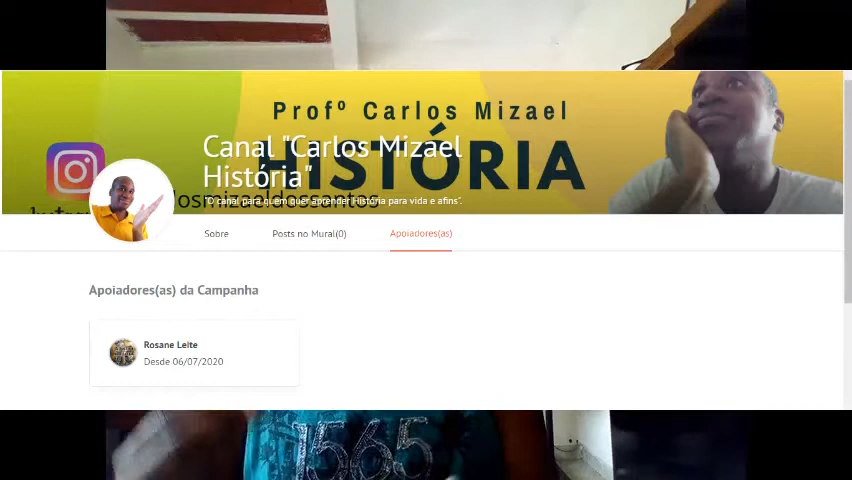 Profº Carlos Mizael
HISTÓRIA
Canal "Carlos Mizael
História"
"O canal para quem quer aprender História para vida e afins".
Sobre
Posts no Mural(0)
Apoiadores(as)
Apoiadores(as) da Campanha
Rosane Leite
Desde 06/07/2020
1565